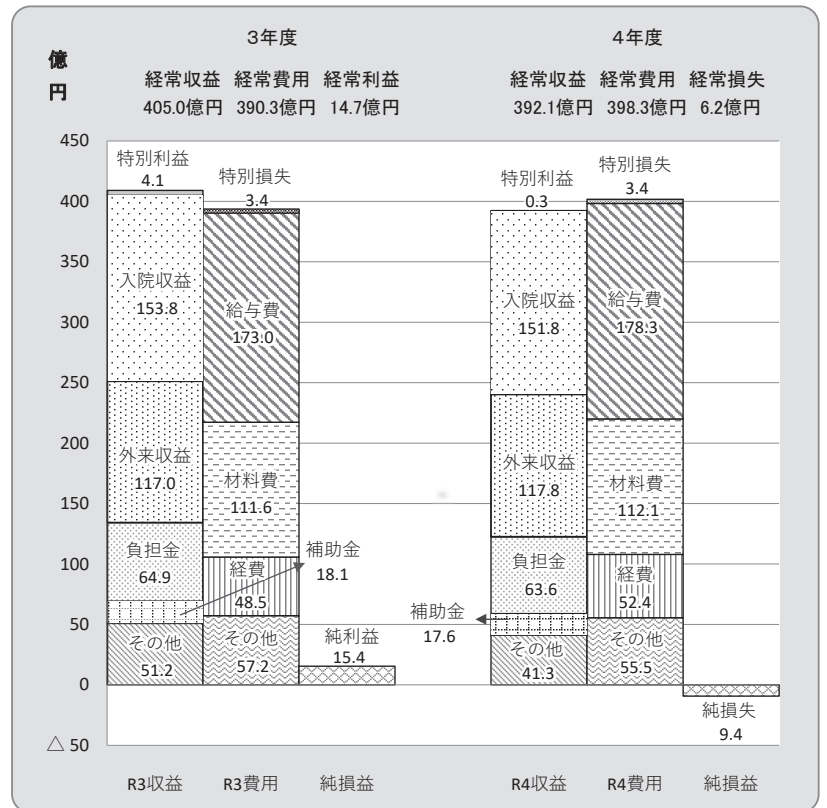 億
円
3年度
4年度
経常収益 経常費用 経常利益
405.0億円 390.3億円 14.7億円
経常収益 経常費用 経常損失
392.1億円 398.3億円 6.2億円
450
400
350
300
250
200
150
100
50
0
△ 50
特別利益
4.1
入院収益
153.8
外来収益
117.0
負担金
64.9
補助金
18.1
その他
51.2
特別損失
3.4
給与費
173.0
材料費
111.6
経費
48.5
その他
57.2
純利益
15.4
特別利益
0.3
入院収益
151.8
外来収益
117.8
負担金
63.6
補助金
17.6
その他
41.3
特別損失
3.4
給与費
178.3
材料費
112.1
経費
52.4
その他
55.5
純損失
9.4
R3収益 R3費用 純損益 R4収益 R4費用 純損益